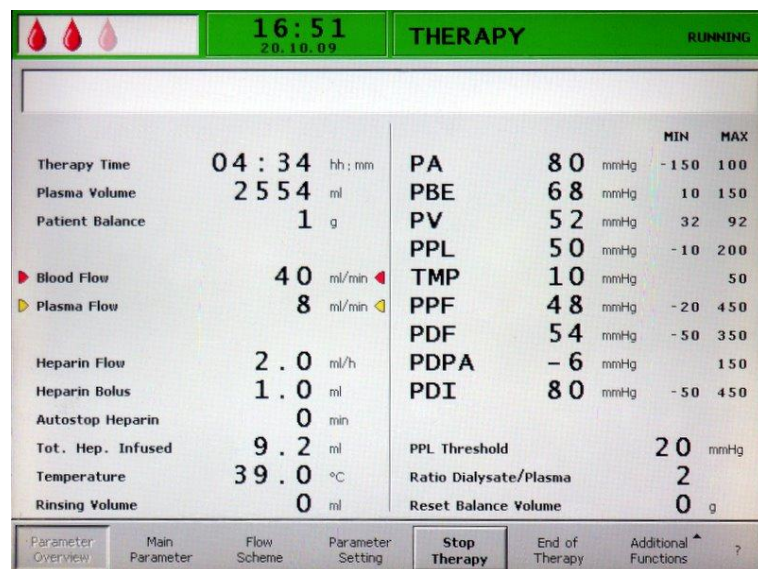 16:51
20.10.09
THERAPY
RUNNING
MIN MAX
Therapy Time 04:34 hh:mm
Plasma Volume 2554 ml
Patient Balance 1 g
Blood Flow 40 ml/min
Plasma Flow 8 ml/min
Heparin Flow 2.0 ml/h
Heparin Bolus 1.0 ml
Autostop Heparin 0 min
Tot. Hep. Infused 9.2 ml
Temperature 39.0 °C
Rinsing Volume 0 ml
PA 80 mmHg -150 100
PBE 68 mmHg 10 150
PV 52 mmHg 32 92
PPL 50 mmHg -10 200
TMP 10 mmHg 50
PPF 48 mmHg -20 450
PDF 54 mmHg -50 350
PDPA -6 mmHg 150
PDI 80 mmHg -50 450
PPL Threshold 20 mmHg
Ratio Dialysate/Plasma 2
Reset Balance Volume 0 g
Parameter Overview
Main Parameter
Flow Scheme
Parameter Setting
Stop Therapy
End of Therapy
Additional Functions
?